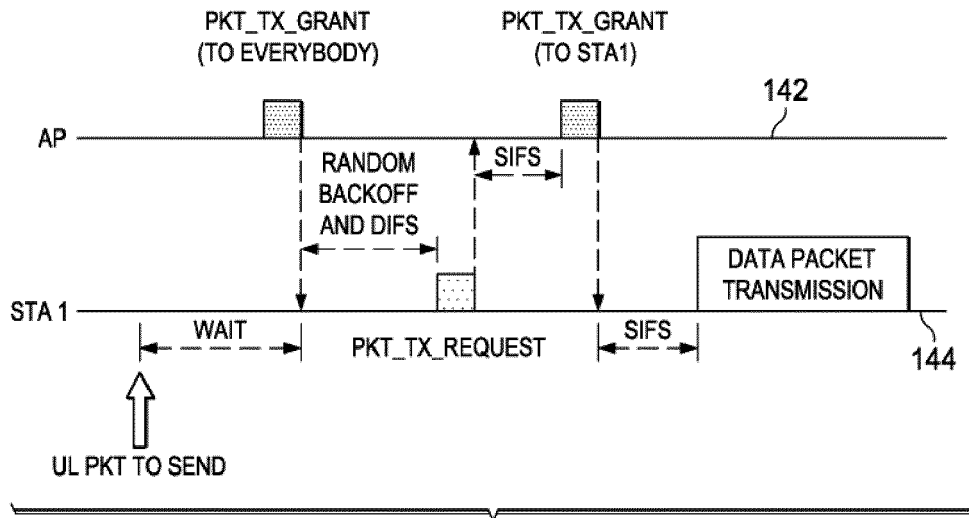 PKT_TX_GRANT
(TO EVERYBODY)
PKT_TX_GRANT
(TO STA1)
142
AP
RANDOM
BACKOFF
AND DIFS
SIFS
DATA PACKET
TRANSMISSION
STA 1
WAIT
PKT_TX_REQUEST
SIFS
144
UL PKT TO SEND